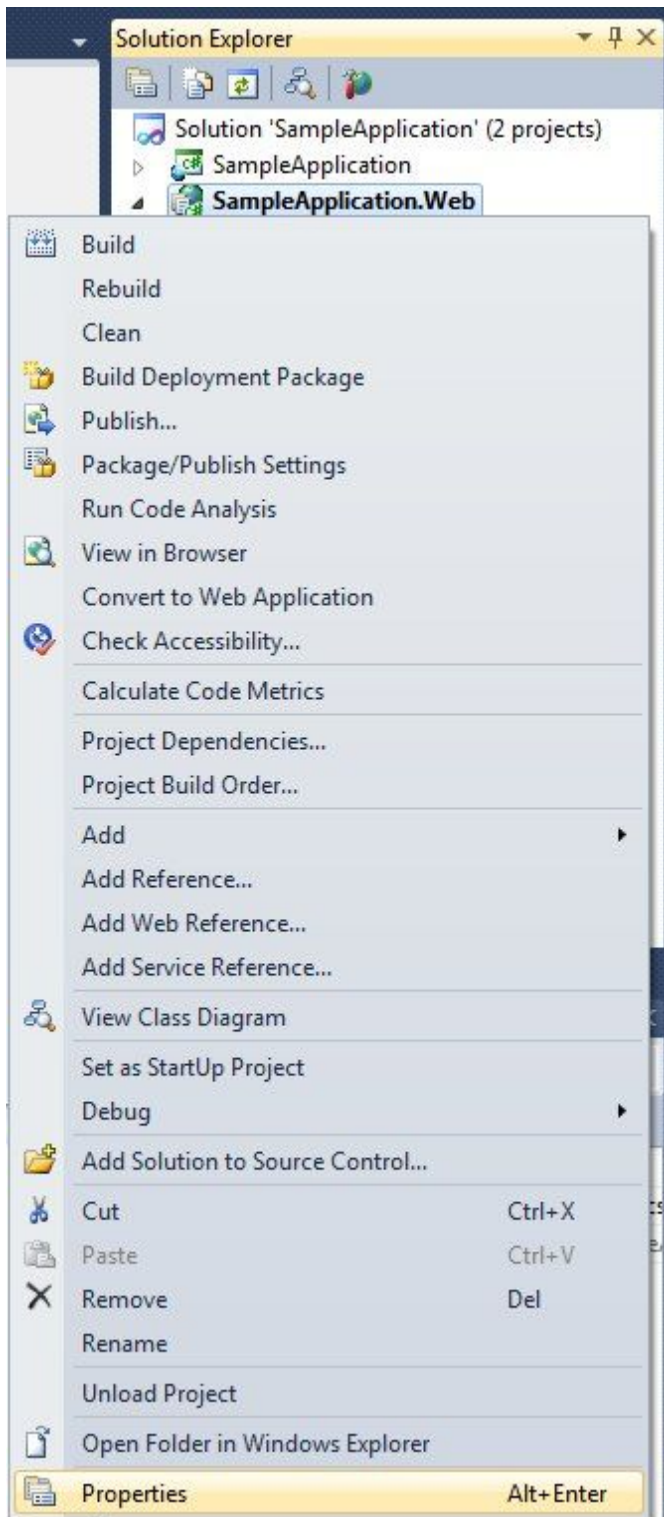 Solution Explorer
Solution 'SampleApplication' (2 projects)
SampleApplication
SampleApplication.Web
Build
Rebuild
Clean
Build Deployment Package
Publish...
Package/Publish Settings
Run Code Analysis
View in Browser
Convert to Web Application
Check Accessibility...
Calculate Code Metrics
Project Dependencies...
Project Build Order...
Add
Add Reference...
Add Web Reference...
Add Service Reference...
View Class Diagram
Set as StartUp Project
Debug
Add Solution to Source Control...
Cut Ctrl+X
Paste Ctrl+V
Remove Del
Rename
Unload Project
Open Folder in Windows Explorer
Properties Alt+Enter